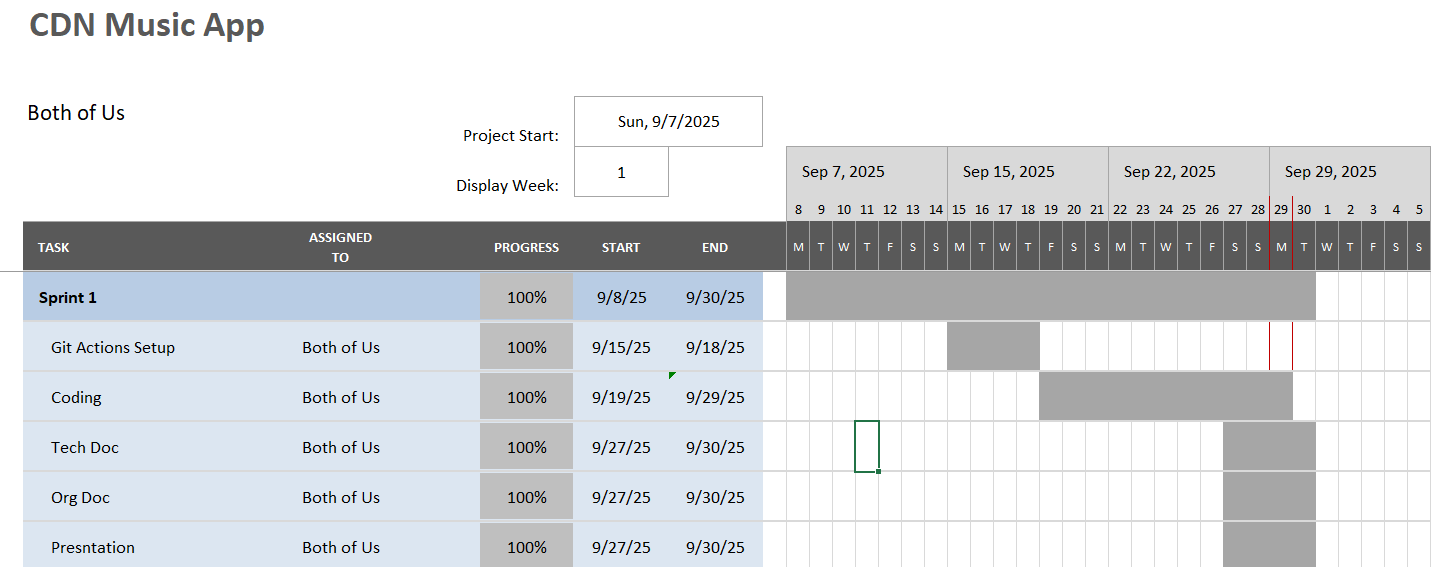 CDN Music App
Both of Us
Project Start: Sun, 9/7/2025
Display Week: 1
Sep 7, 2025 Sep 15, 2025 Sep 22, 2025 Sep 29, 2025
8 9 10 11 12 13 14 15 16 17 18 19 20 21 22 23 24 25 26 27 28 29 30 1 2 3 4 5
TASK ASSIGNED TO PROGRESS START END M T W T F S S M T W T F S S M T W T F S S M T W T F S S
Sprint 1 100% 9/8/25 9/30/25
Git Actions Setup Both of Us 100% 9/15/25 9/18/25
Coding Both of Us 100% 9/19/25 9/29/25
Tech Doc Both of Us 100% 9/27/25 9/30/25
Org Doc Both of Us 100% 9/27/25 9/30/25
Presntation Both of Us 100% 9/27/25 9/30/25